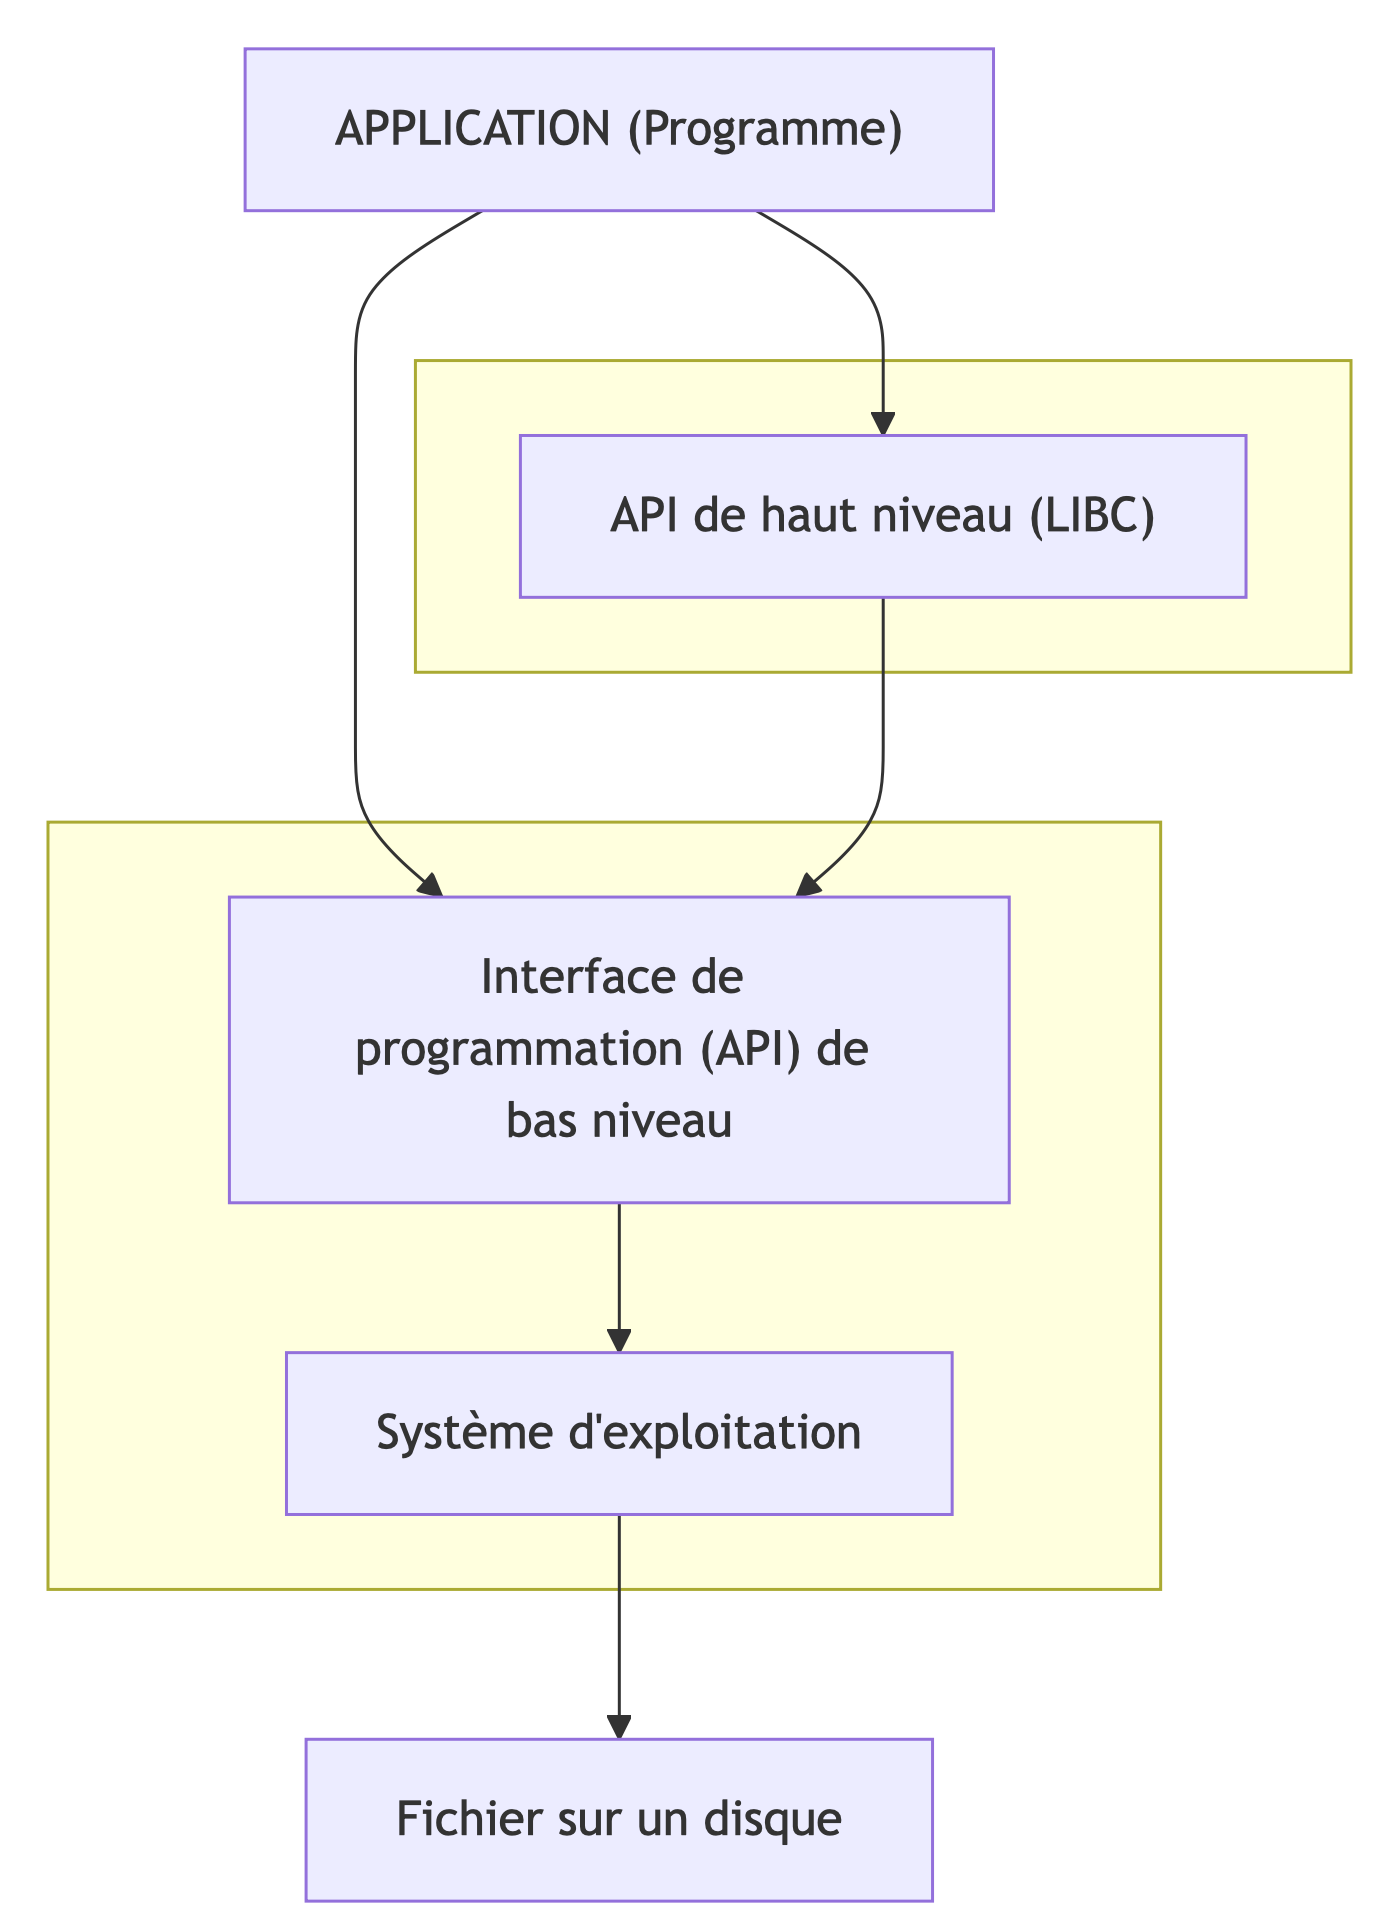 APPLICATION (Programme)
API de haut niveau (LIBC)
Interface de
programmation (API) de
bas niveau
Système d'exploitation
Fichier sur un disque